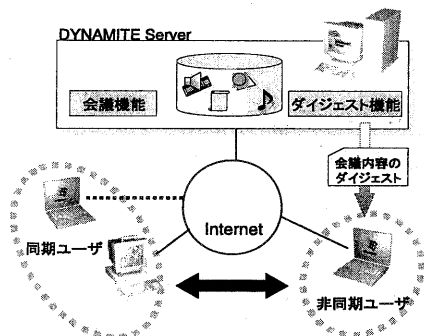 DYNAMITE Server
会議機能
ダイジェスト機能
会議内容の
ダイジェスト
Internet
同期ユーザ
非同期ユーザ